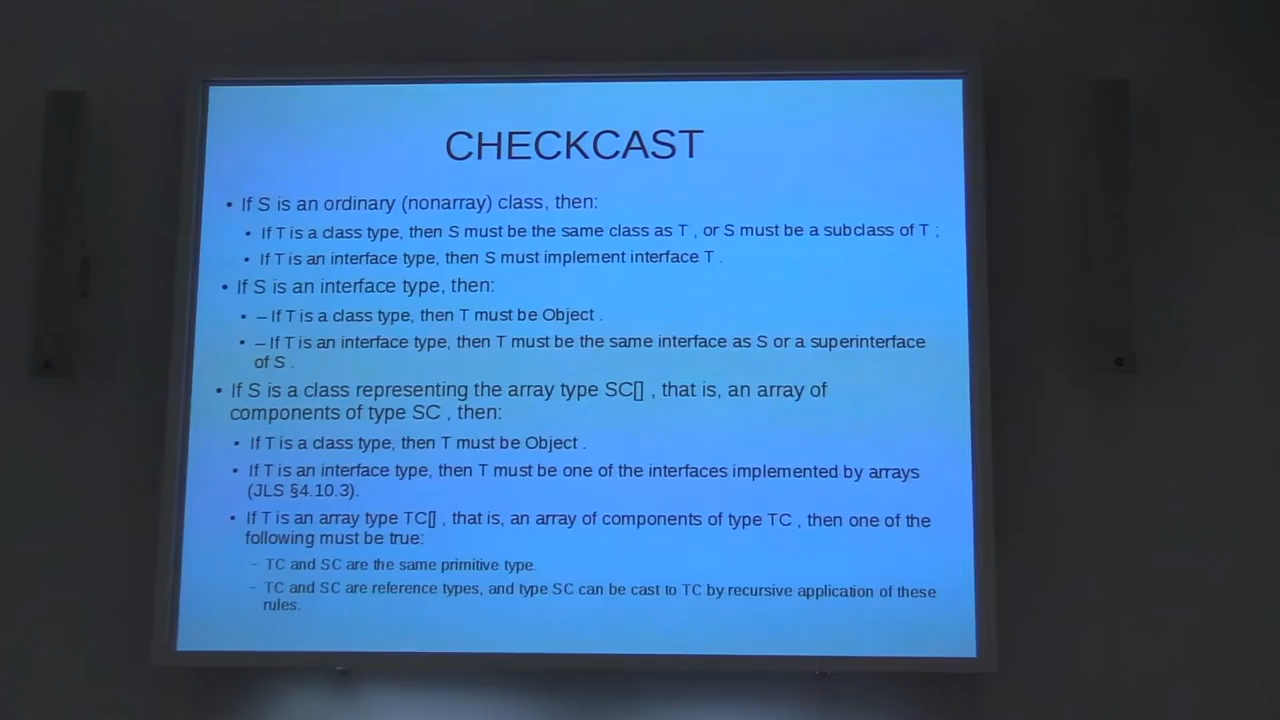 CHECKCAST
• If S is an ordinary (nonarray) class, then:
• If T is a class type, then S must be the same class as T , or S must be a subclass of T ;
• If T is an interface type, then S must implement interface T .
• If S is an interface type, then:
• – If T is a class type, then T must be Object .
• – If T is an interface type, then T must be the same interface as S or a superinterface
of S .
• If S is a class representing the array type SC[] , that is, an array of
components of type SC , then:
• If T is a class type, then T must be Object .
• If T is an interface type, then T must be one of the interfaces implemented by arrays
(JLS §4.10.3).
• If T is an array type TC[] , that is, an array of components of type TC , then one of the
following must be true:
– TC and SC are the same primitive type.
– TC and SC are reference types, and type SC can be cast to TC by recursive application of these
rules.